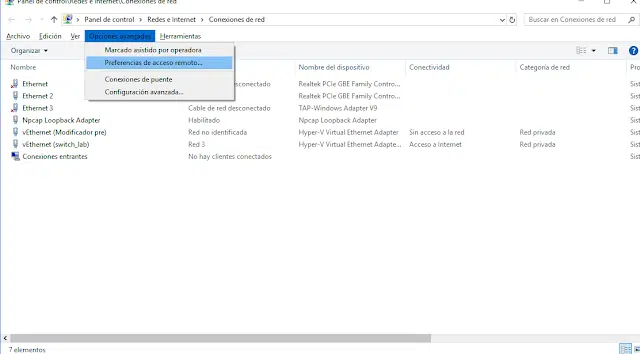 Panel de control\Redes e Internet\Conexiones de red
Panel de control > Redes e Internet > Conexiones de red
Buscar en Conexiones de red
Archivo Edición Ver Opciones avanzadas Herramientas
Organizar
Marcado asistido por operadora
Preferencias de acceso remoto...
Conexiones de puente
Configuración avanzada...
Nombre Nombre del dispositivo Conectividad Categoría de red Pro
Ethernet desconectado Realtek PCIe GBE Family Contro... Sist
Ethernet 2 Realtek PCIe GBE Family Contro... Sist
Ethernet 3 Cable de red desconectado TAP-Windows Adapter V9 Sist
Npcap Loopback Adapter Habilitado Npcap Loopback Adapter Sist
vEthernet (Modificador pre) Red no identificada Hyper-V Virtual Ethernet Adapter Sin acceso a la red Red privada Sist
vEthernet (switch_lab) Red 3 Hyper-V Virtual Ethernet Adapte... Acceso a Internet Red privada Sist
Conexiones entrantes No hay clientes conectados Sist
7 elementos